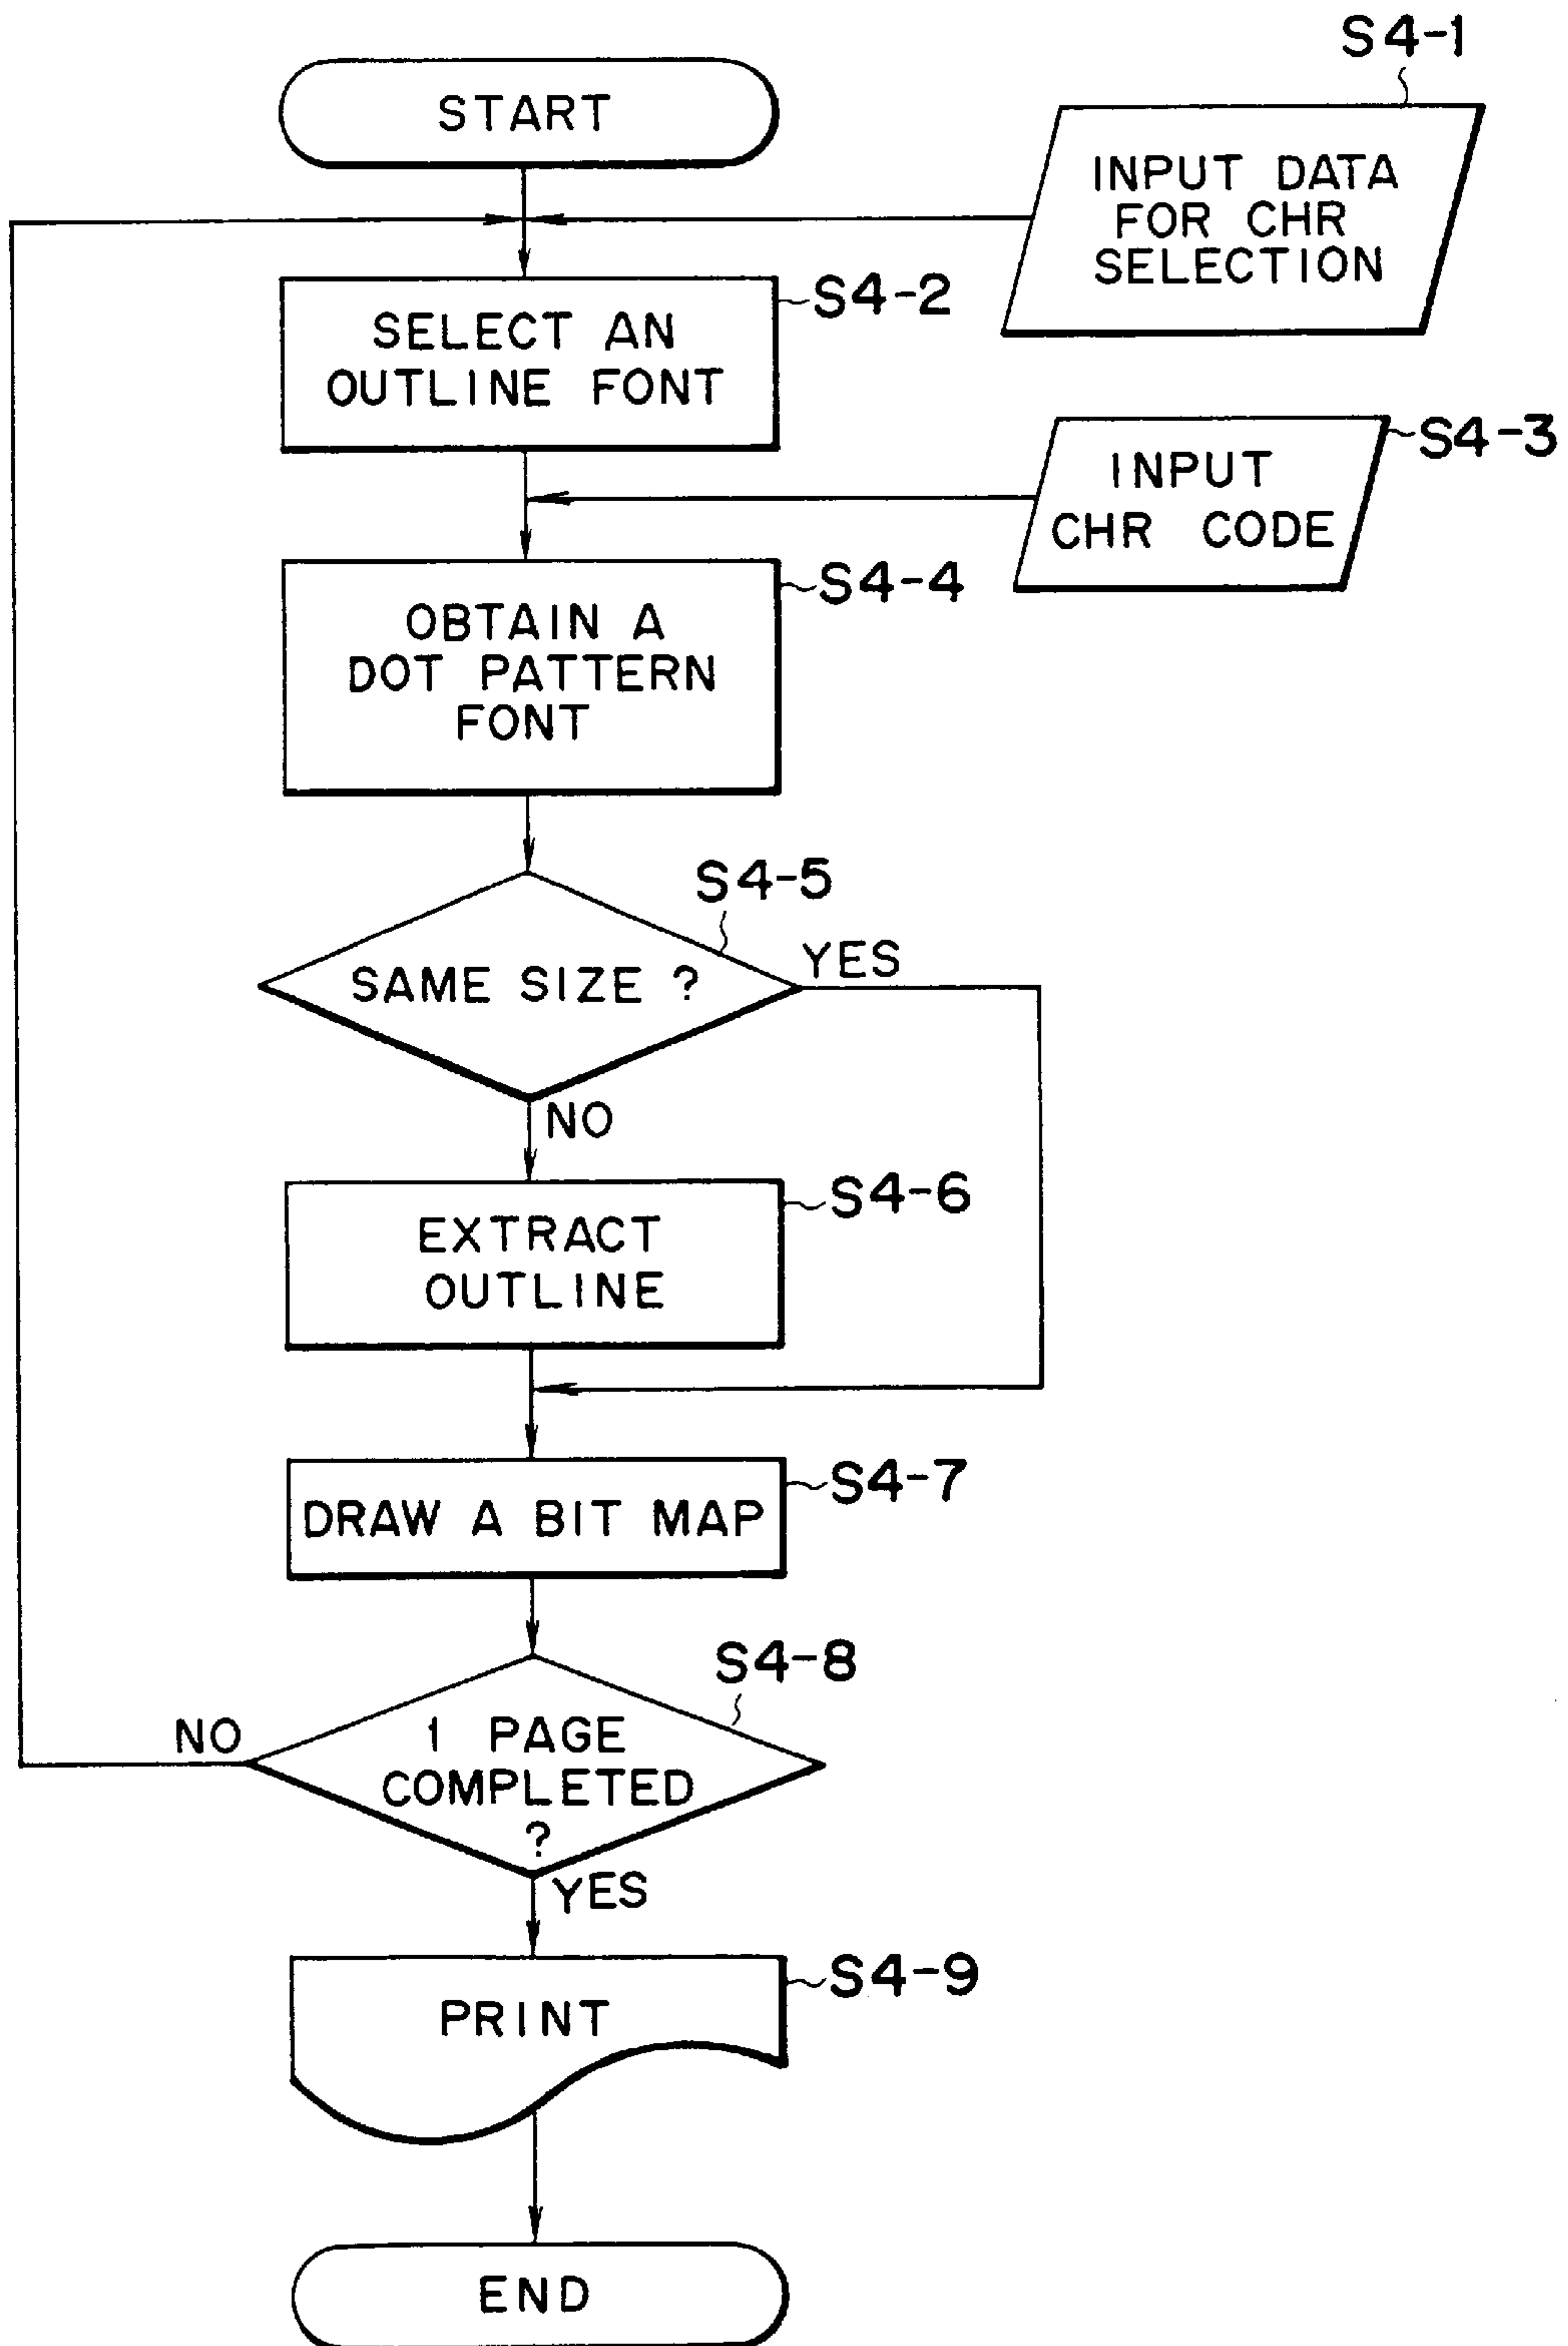 S4-1
START
INPUT DATA
FOR CHR
SELECTION
S4-2
SELECT AN
OUTLINE FONT
S4-3
INPUT
CHR CODE
S4-4
OBTAIN A
DOT PATTERN
FONT
S4-5
SAME SIZE ?
YES
NO
S4-6
EXTRACT
OUTLINE
S4-7
DRAW A BIT MAP
S4-8
NO
1 PAGE
COMPLETED
?
YES
S4-9
PRINT
END